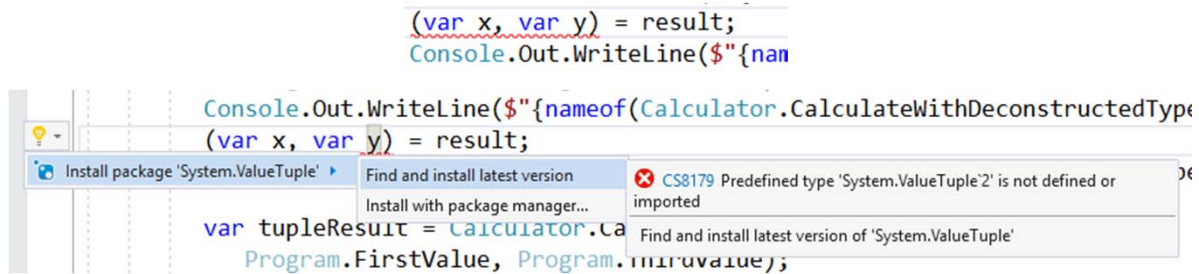 (var x, var y) = result;
Console.Out.WriteLine($"{nam
Console.Out.WriteLine($"{nameof(Calculator.CalculateWithDeconstructedType
(var x, var y) = result;
Install package 'System.ValueTuple'
Find and install latest version
Install with package manager...
CS8179 Predefined type 'System.ValueTuple`2' is not defined or
imported
Find and install latest version of 'System.ValueTuple'
var tupleResult = Calculator.Ca
Program.FirstValue, Program.ThirdValue);